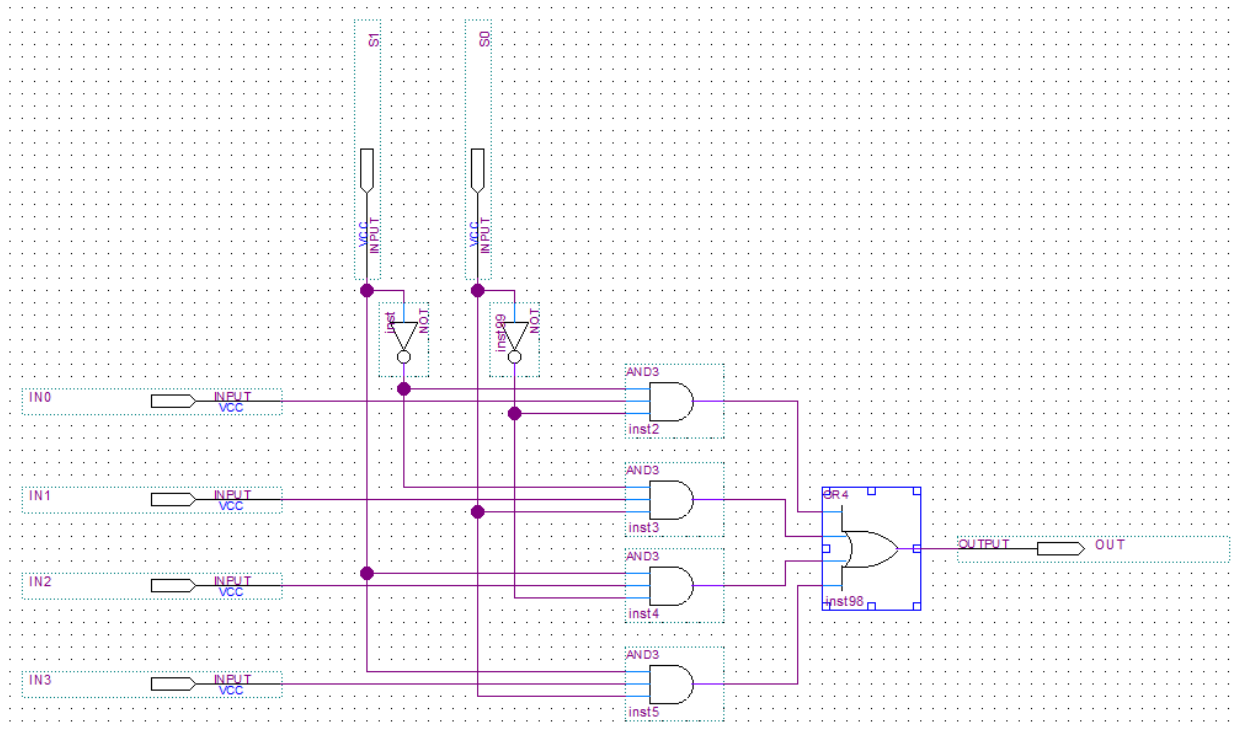 S1
S0
VCC
INPUT
VCC
INPUT
inst
NOT
inst99
NOT
AND3
IN0
INPUT
VCC
inst2
AND3
IN1
INPUT
VCC
OR4
inst3
OUTPUT
OUT
AND3
IN2
INPUT
VCC
inst98
inst4
AND3
IN3
INPUT
VCC
inst5